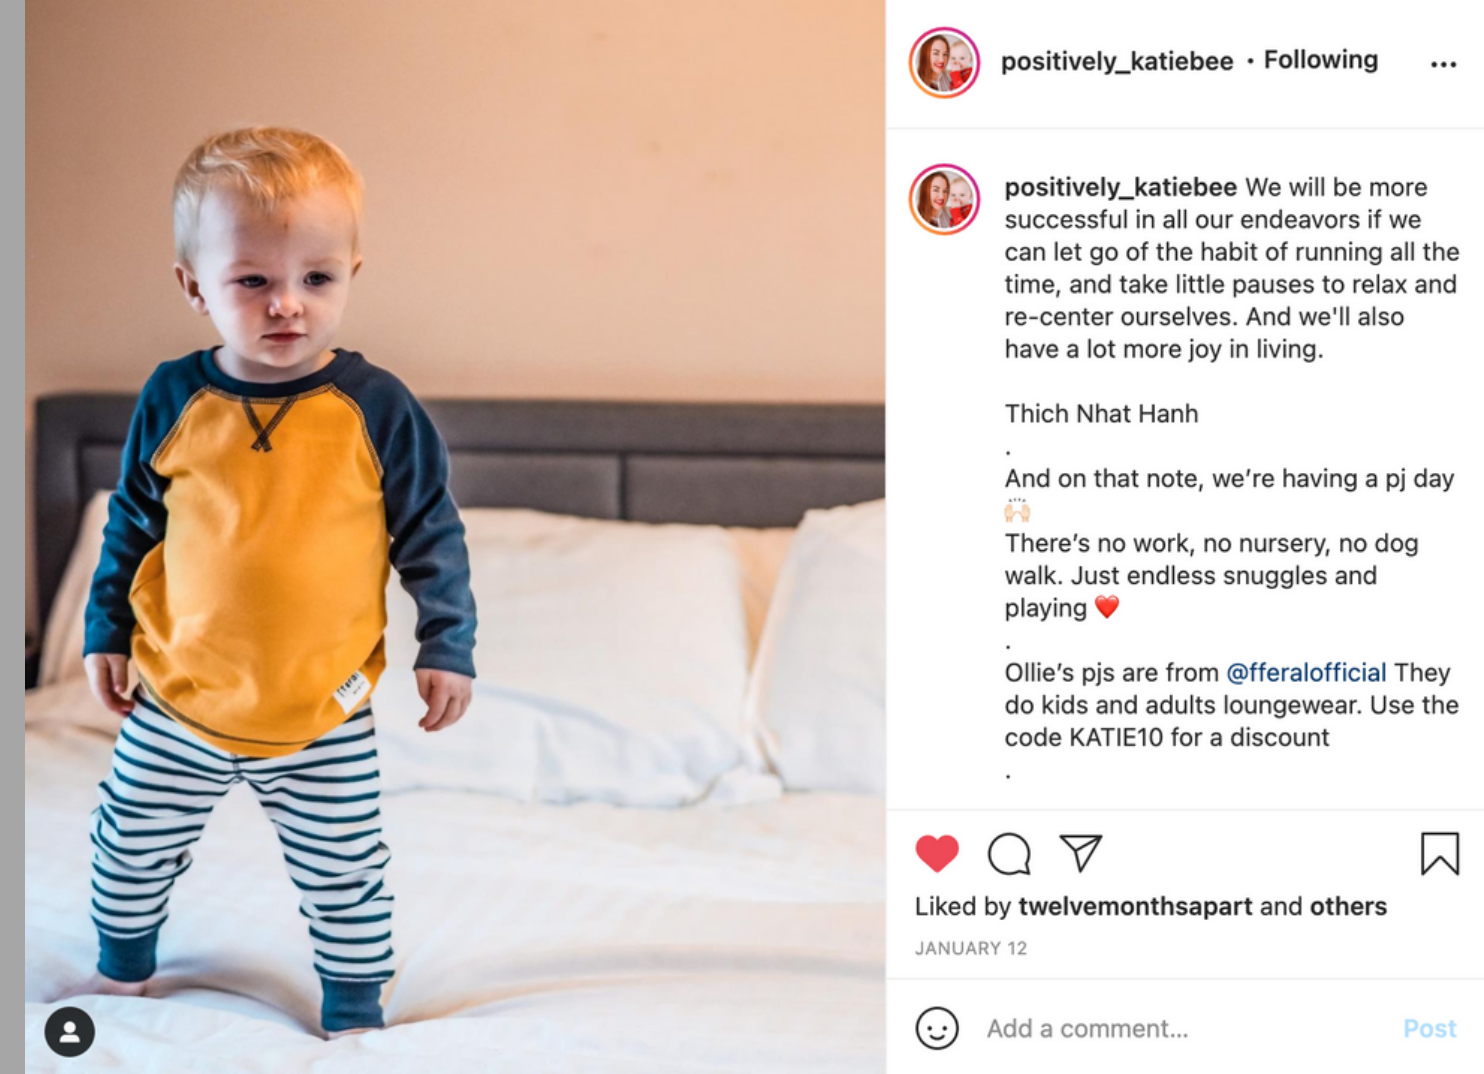 positively_katiebee • Following
positively_katiebee We will be more
successful in all our endeavors if we
can let go of the habit of running all the
time, and take little pauses to relax and
re-center ourselves. And we'll also
have a lot more joy in living.
Thich Nhat Hanh
.
And on that note, we’re having a pj day
🙌🏻
There’s no work, no nursery, no dog
walk. Just endless snuggles and
playing ❤️
.
Ollie’s pjs are from @fferalofficial They
do kids and adults loungewear. Use the
code KATIE10 for a discount
.
Liked by twelvemonthsapart and others
JANUARY 12
Add a comment... Post